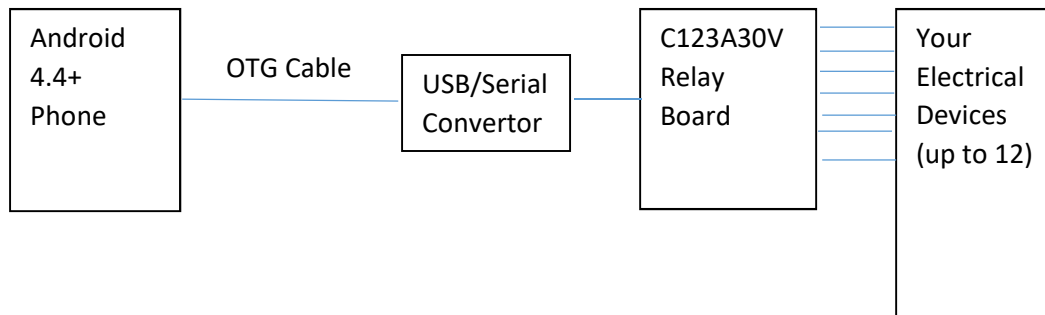 Android
4.4+
Phone
OTG Cable
USB/Serial
Convertor
C123A30V
Relay
Board
Your
Electrical
Devices
(up to 12)